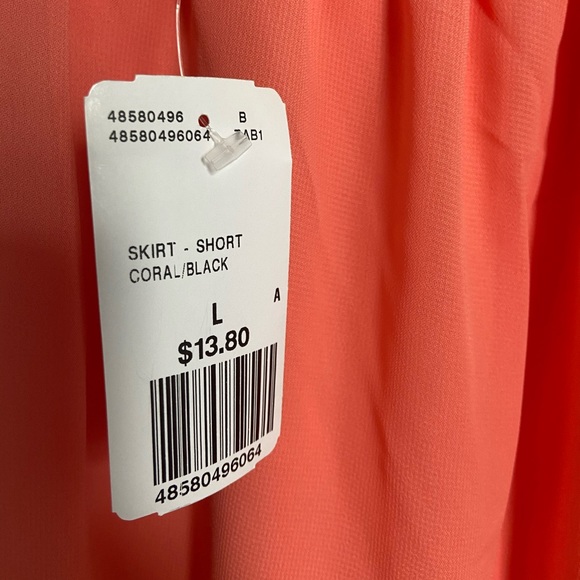 48580496 B
48580496064
SKIRT - SHORT
CORAL/BLACK
A
L
$13.80
48580496064